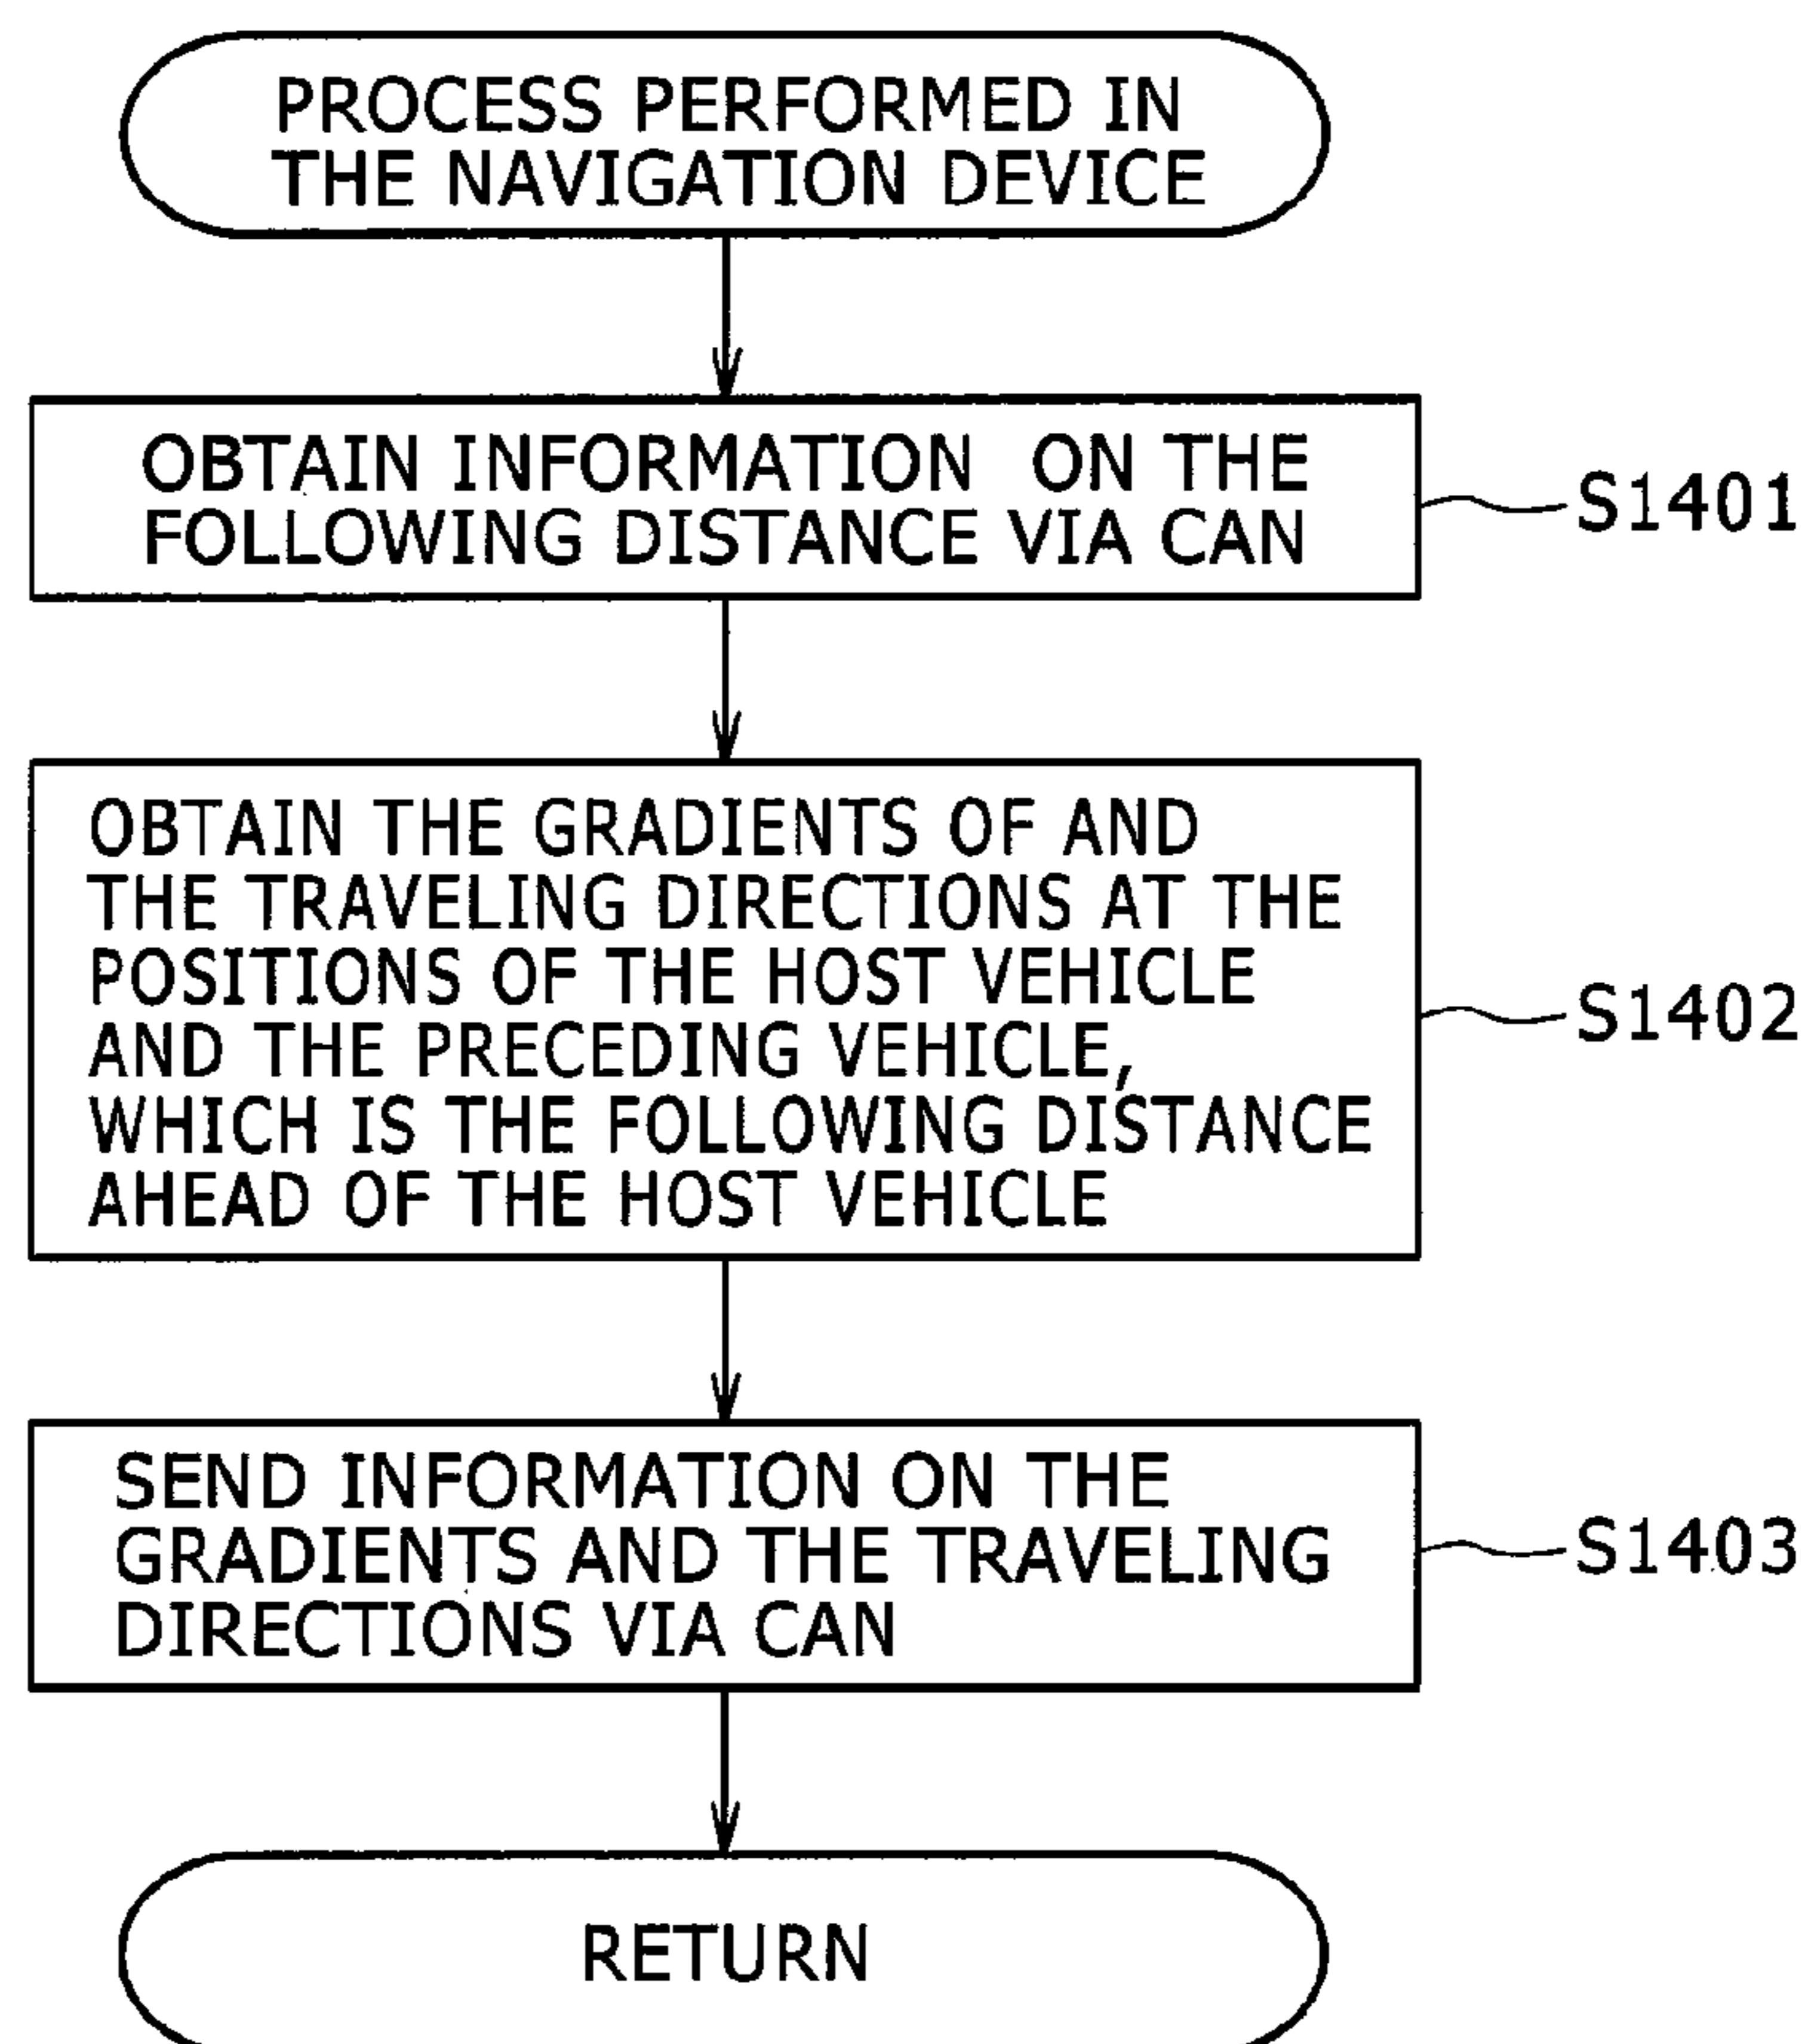 PROCESS PERFORMED IN
THE NAVIGATION DEVICE
OBTAIN INFORMATION ON THE
FOLLOWING DISTANCE VIA CAN
S1401
OBTAIN THE GRADIENTS OF AND
THE TRAVELING DIRECTIONS AT THE
POSITIONS OF THE HOST VEHICLE
AND THE PRECEDING VEHICLE,
WHICH IS THE FOLLOWING DISTANCE
AHEAD OF THE HOST VEHICLE
S1402
SEND INFORMATION ON THE
GRADIENTS AND THE TRAVELING
DIRECTIONS VIA CAN
S1403
RETURN